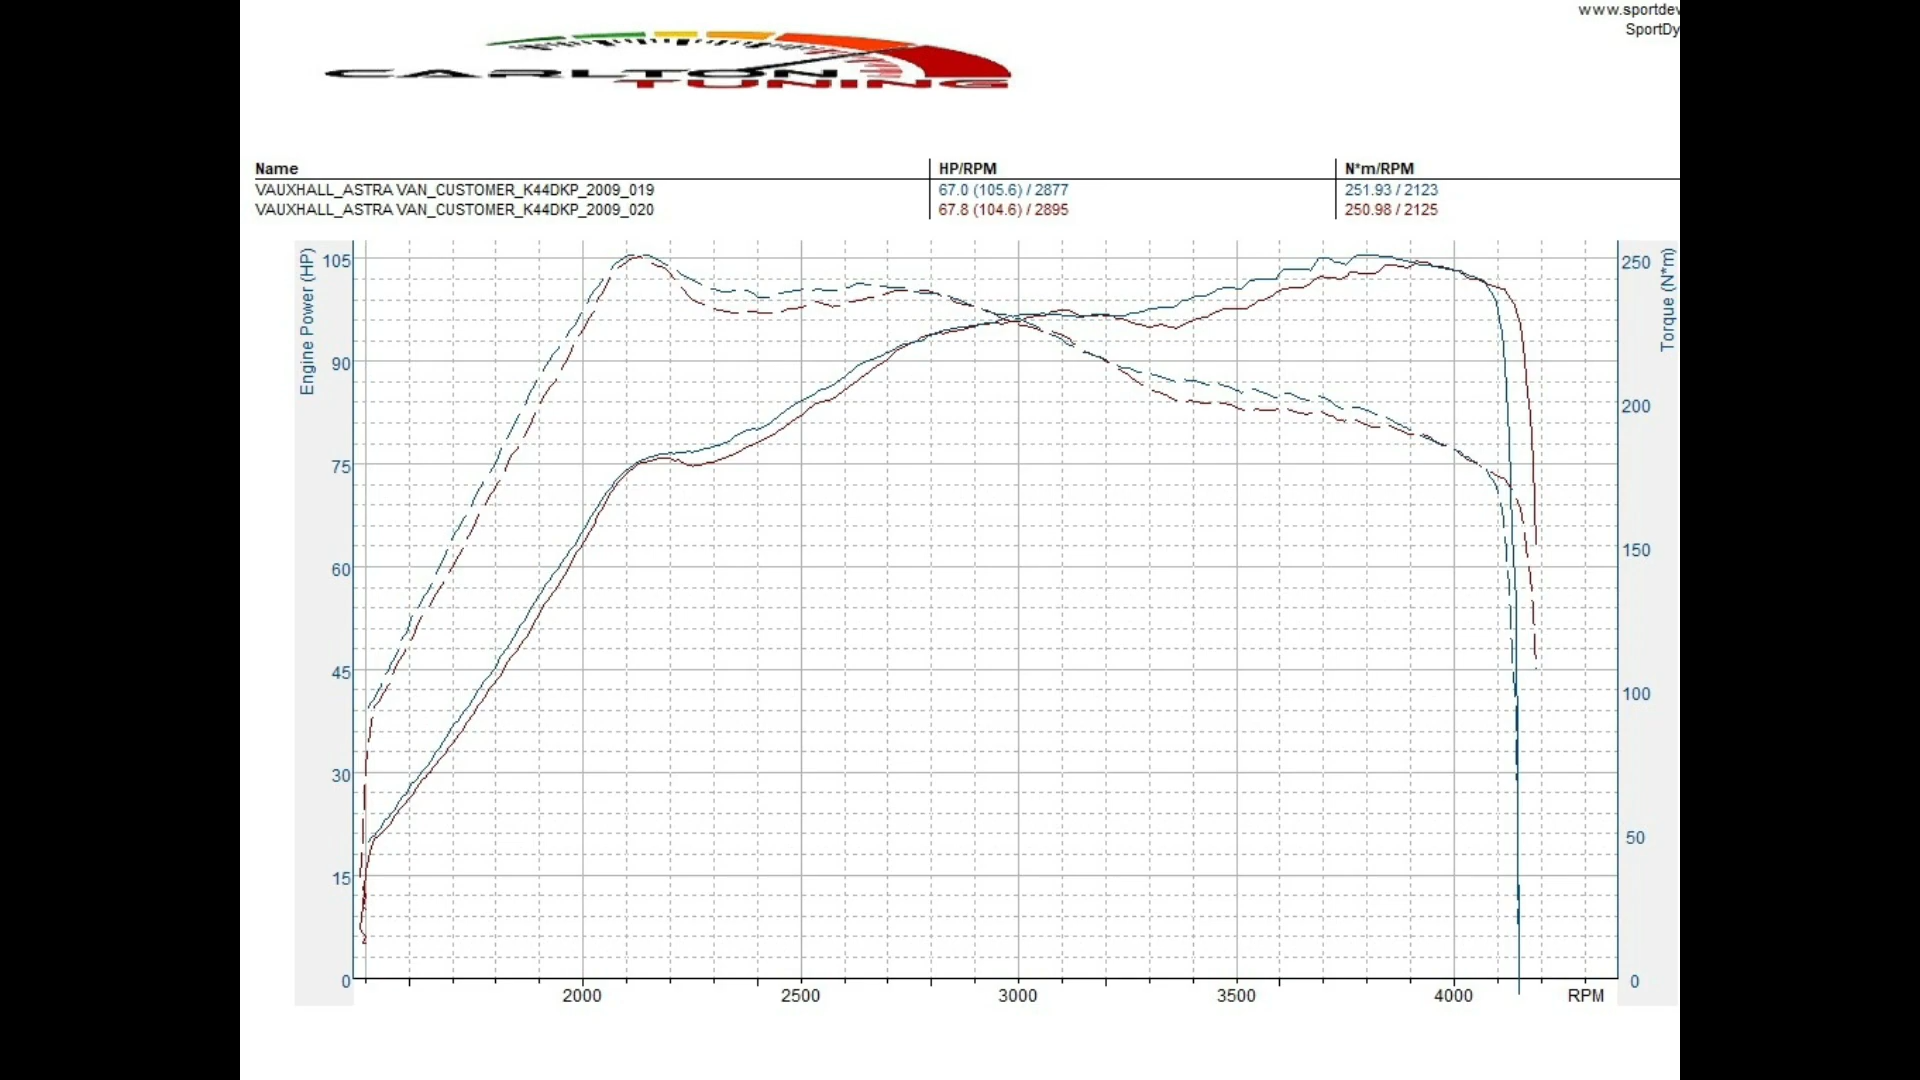 www.sportdev
SportDy
CARLTON
TUNING
Name HP/RPM N*m/RPM
VAUXHALL_ASTRA VAN_CUSTOMER_K44DKP_2009_019 67.0 (105.6) / 2877 251.93 / 2123
VAUXHALL_ASTRA VAN_CUSTOMER_K44DKP_2009_020 67.8 (104.6) / 2895 250.98 / 2125
Engine Power (HP)
105
90
75
60
45
30
15
0
Torque (N*m)
250
200
150
100
50
0
2000 2500 3000 3500 4000 RPM